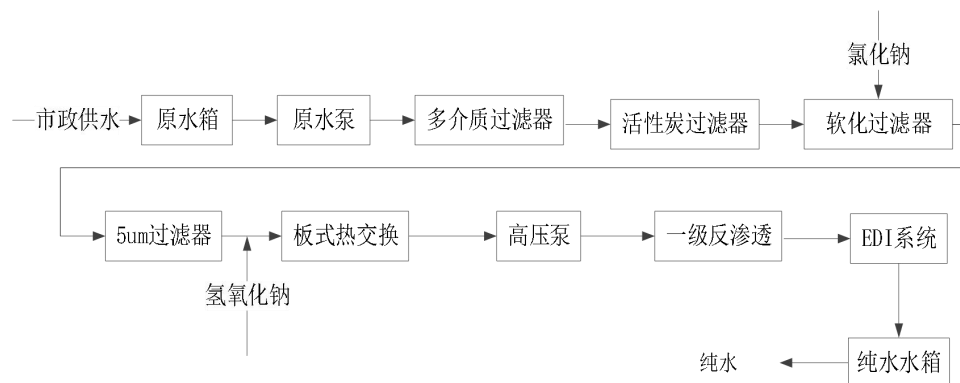 氯化钠
市政供水
原水箱
原水泵
多介质过滤器
活性炭过滤器
软化过滤器
5um过滤器
板式热交换
高压泵
一级反渗透
EDI系统
氢氧化钠
纯水
纯水水箱